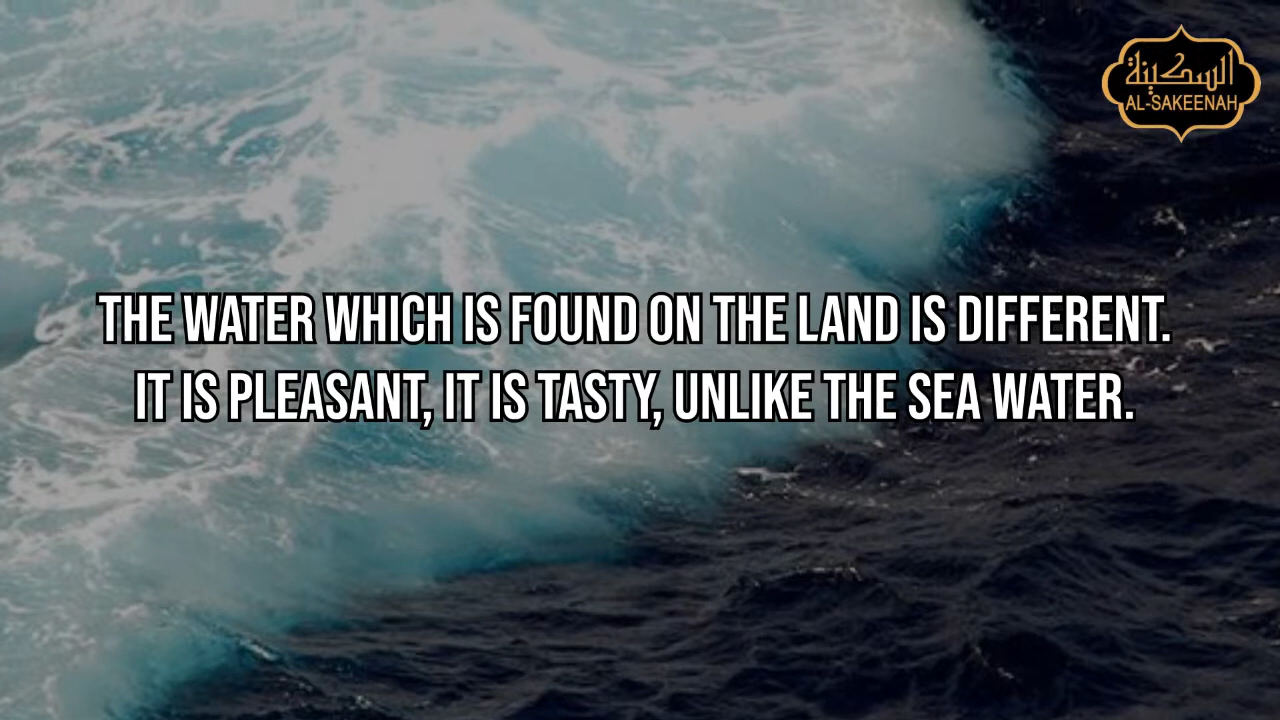 السكينة
AL-SAKEENAH
THE WATER WHICH IS FOUND ON THE LAND IS DIFFERENT.
IT IS PLEASANT, IT IS TASTY, UNLIKE THE SEA WATER.